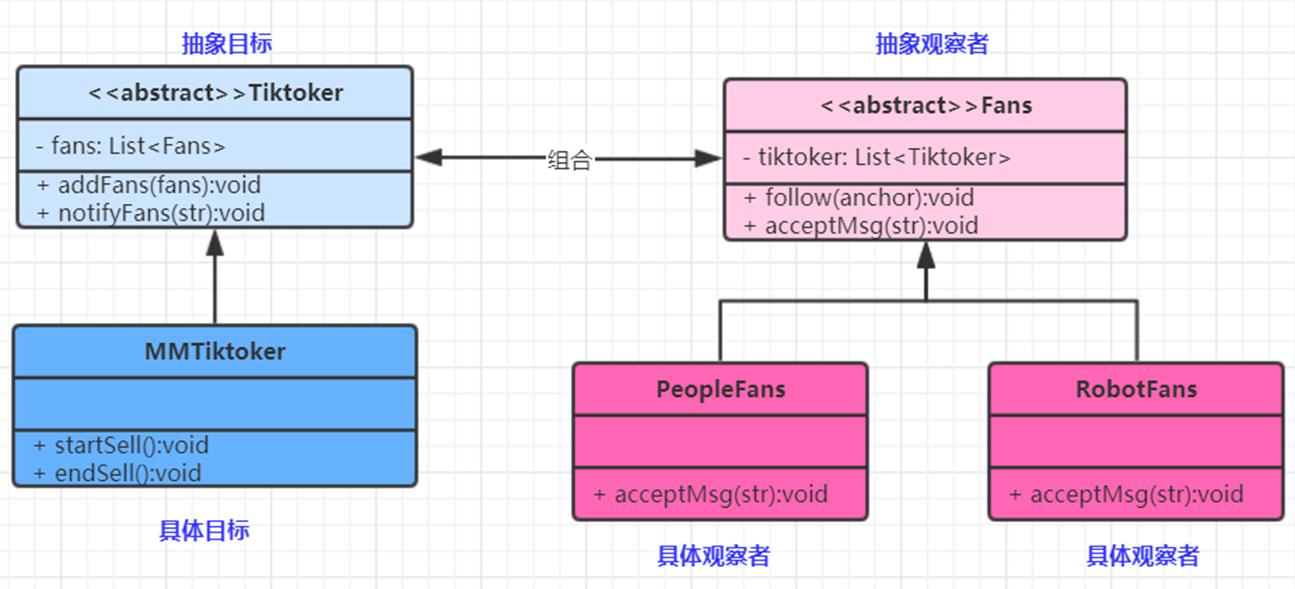 抽象目标
<<abstract>>Tiktoker
- fans: List<Fans>
+ addFans(fans):void
+ notifyFans(str):void
组合
抽象观察者
<<abstract>>Fans
- tiktoker: List<Tiktoker>
+ follow(anchor):void
+ acceptMsg(str):void
MMTiktoker
+ startSell():void
+ endSell():void
具体目标
PeopleFans
+ acceptMsg(str):void
具体观察者
RobotFans
+ acceptMsg(str):void
具体观察者